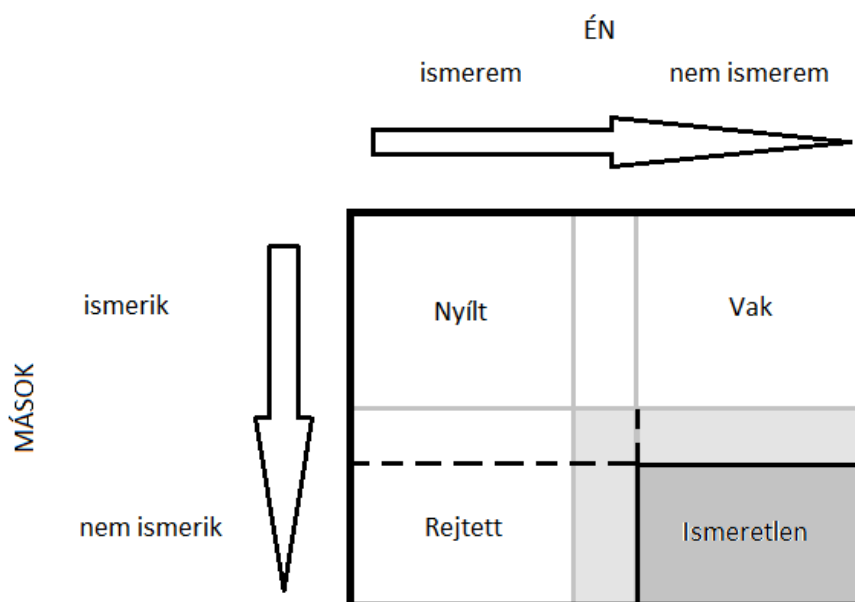 ÉN
ismerem
nem ismerem
ismerik
Nyílt
Vak
MÁSOK
nem ismerik
Rejtett
Ismeretlen